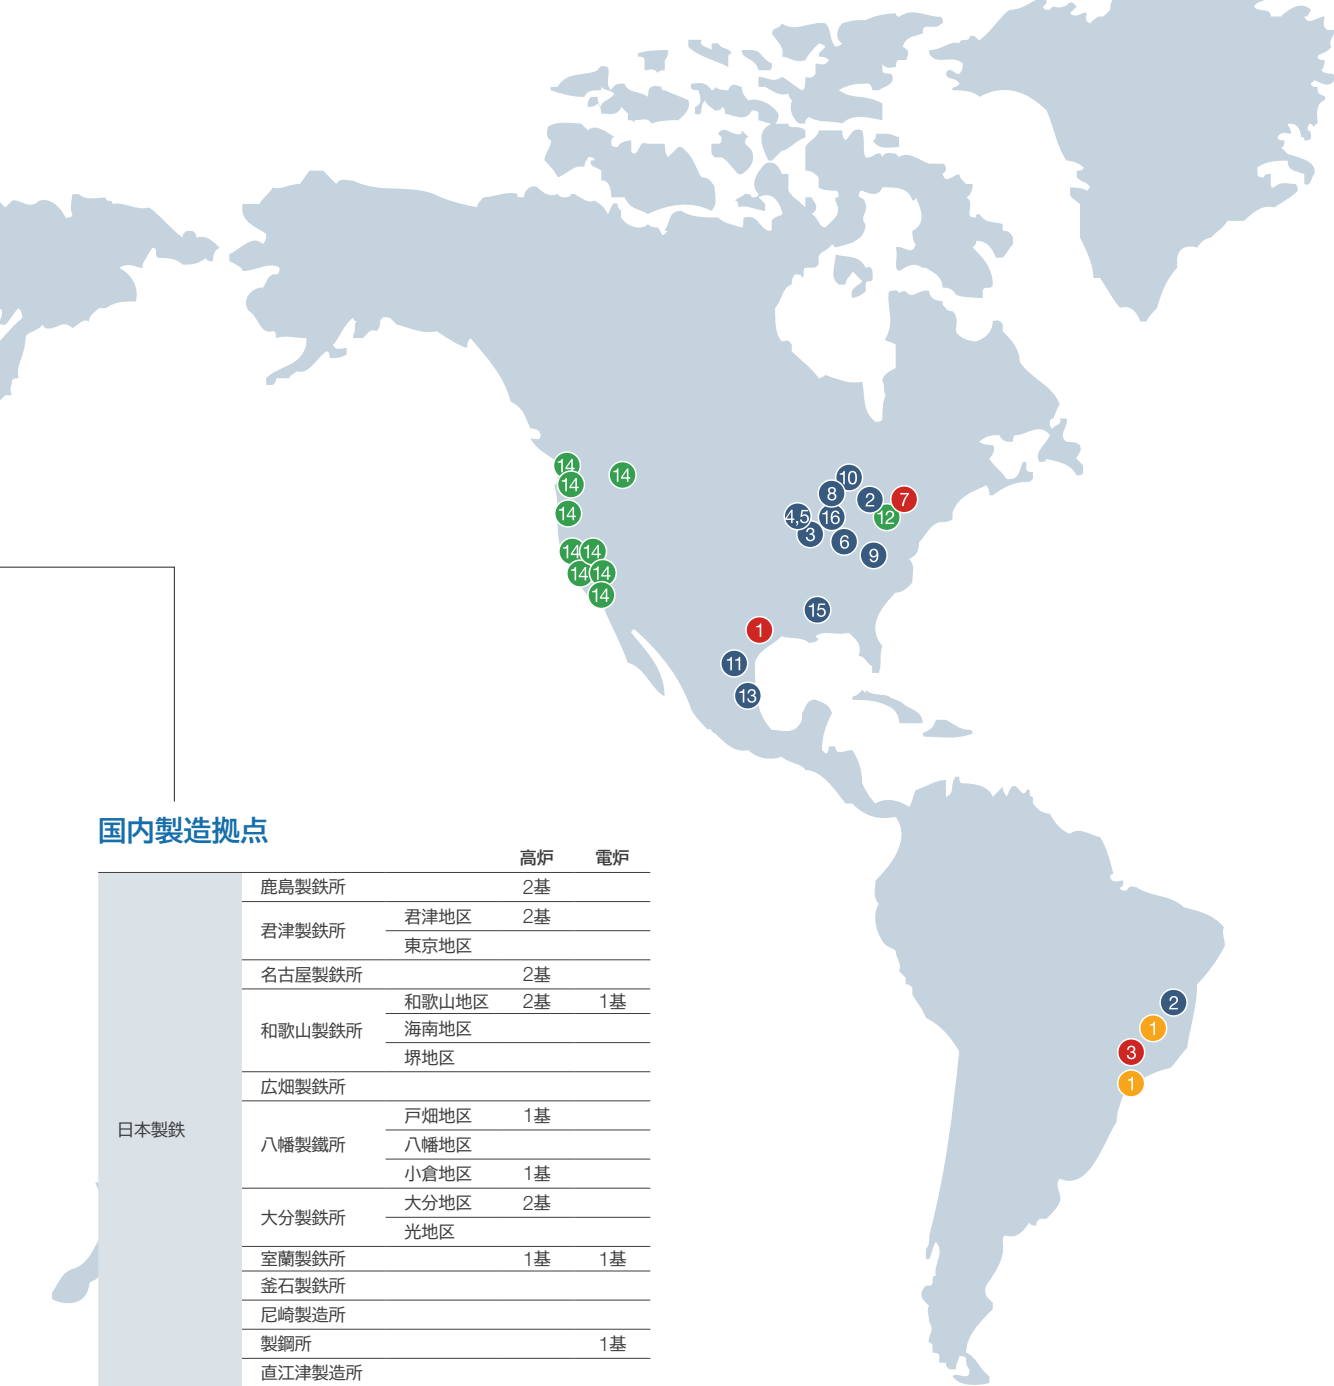 14
14
14
14
14 14
14 14
14
10
8
2
7
4,5
16
12
3
6
9
15
1
11
13
2
1
3
1
国内製造拠点
高炉 電炉
日本製鉄
鹿島製鉄所 2基
君津製鉄所
君津地区 2基
東京地区
名古屋製鉄所 2基
和歌山製鉄所
和歌山地区 2基 1基
海南地区
堺地区
広畑製鉄所
八幡製鐵所
戸畑地区 1基
八幡地区
小倉地区 1基
大分製鉄所
大分地区 2基
光地区
室蘭製鉄所 1基 1基
釜石製鉄所
尼崎製造所
製鋼所 1基
直江津製造所